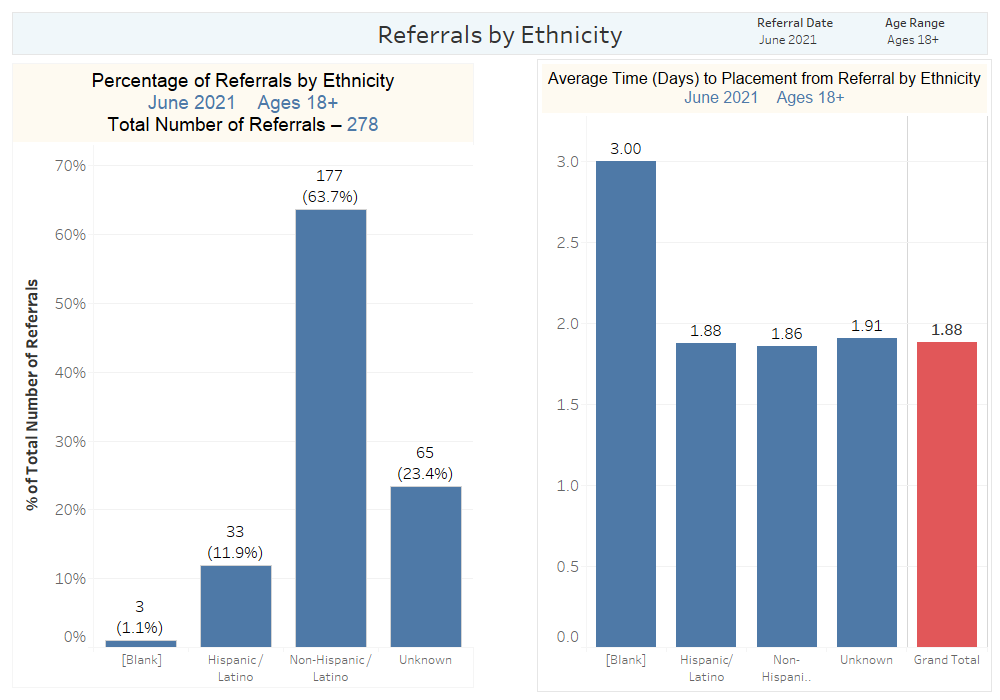 Referrals by Ethnicity
Referral Date
June 2021
Age Range
Ages 18+
Percentage of Referrals by Ethnicity
June 2021 Ages 18+
Total Number of Referrals – 278
% of Total Number of Referrals
70%
60%
50%
40%
30%
20%
10%
0%
3
(1.1%)
33
(11.9%)
177
(63.7%)
65
(23.4%)
[Blank]
Hispanic/
Latino
Non-Hispanic/
Latino
Unknown
Average Time (Days) to Placement from Referral by Ethnicity
June 2021 Ages 18+
3.0
2.5
2.0
1.5
1.0
0.5
0.0
3.00
1.88
1.86
1.91
1.88
[Blank]
Hispanic/
Latino
Non-
Hispani..
Unknown
Grand Total